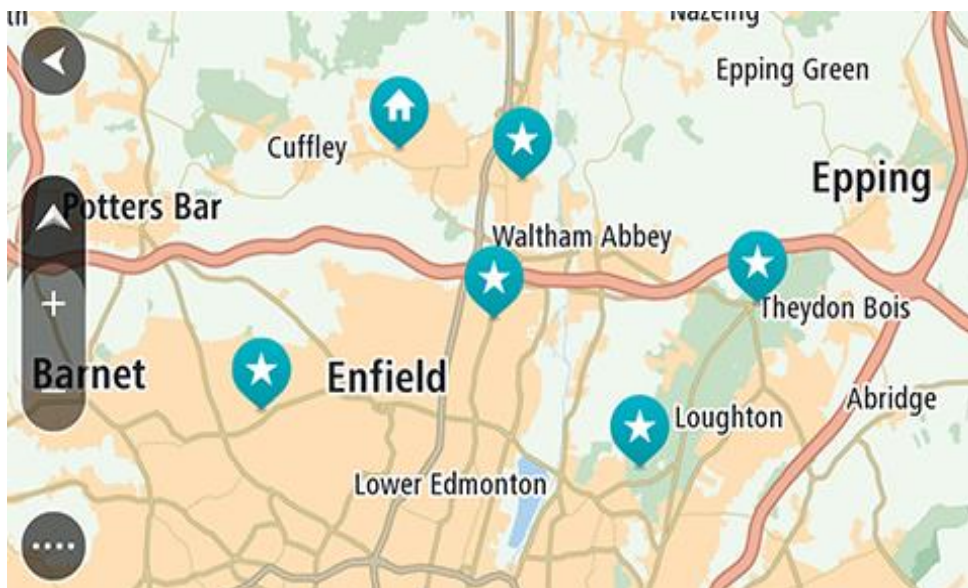 Nazeing
Epping Green
Cuffley
Epping
Potters Bar
Waltham Abbey
Theydon Bois
Barnet
Enfield
Abridge
Loughton
Lower Edmonton